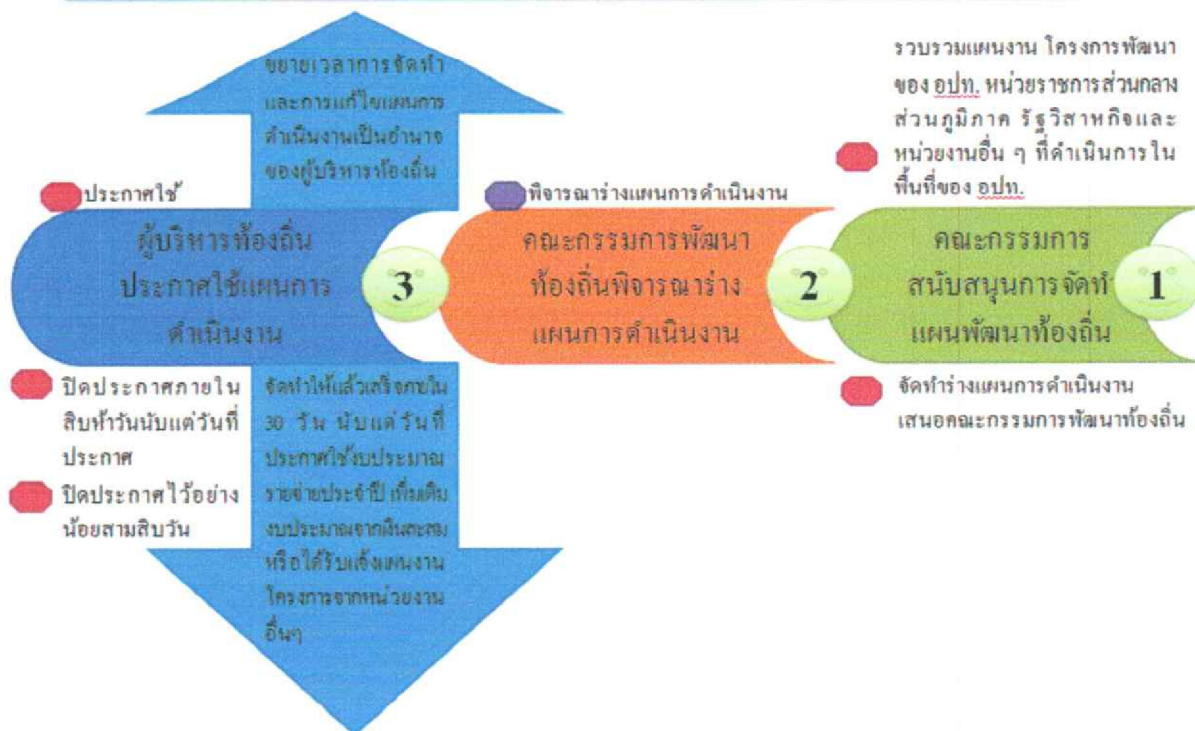 ขยายเวลาการจัดทำ
และการแก้ไขแผนการ
ดำเนินงานเป็นอำนาจ
ของผู้บริหารท้องถิ่น
รวบรวมแผนงาน โครงการพัฒนา
ของ อปท. หน่วยราชการส่วนกลาง
ส่วนภูมิภาค รัฐวิสาหกิจและ
หน่วยงานอื่น ๆ ที่ดำเนินการใน
พื้นที่ของ อปท.
ประกาศใช้
พิจารณาร่างแผนการดำเนินงาน
ผู้บริหารท้องถิ่น
ประกาศใช้แผนการ
ดำเนินงาน
3
คณะกรรมการพัฒนา
ท้องถิ่นพิจารณาร่าง
แผนการดำเนินงาน
2
คณะกรรมการ
สนับสนุนการจัดทำ
แผนพัฒนาท้องถิ่น
1
ปิดประกาศภายใน
สิบห้าวันนับแต่วันที่
ประกาศ
ปิดประกาศไว้อย่าง
น้อยสามสิบวัน
จัดทำให้แล้วเสร็จภายใน
30 วัน นับแต่วันที่
ประกาศใช้งบประมาณ
รายจ่ายประจำปี เพิ่มเติม
งบประมาณจากเงินสะสม
หรือได้รับแจ้งแผนงาน
โครงการจากหน่วยงาน
อื่นๆ
จัดทำร่างแผนการดำเนินงาน
เสนอคณะกรรมการพัฒนาท้องถิ่น